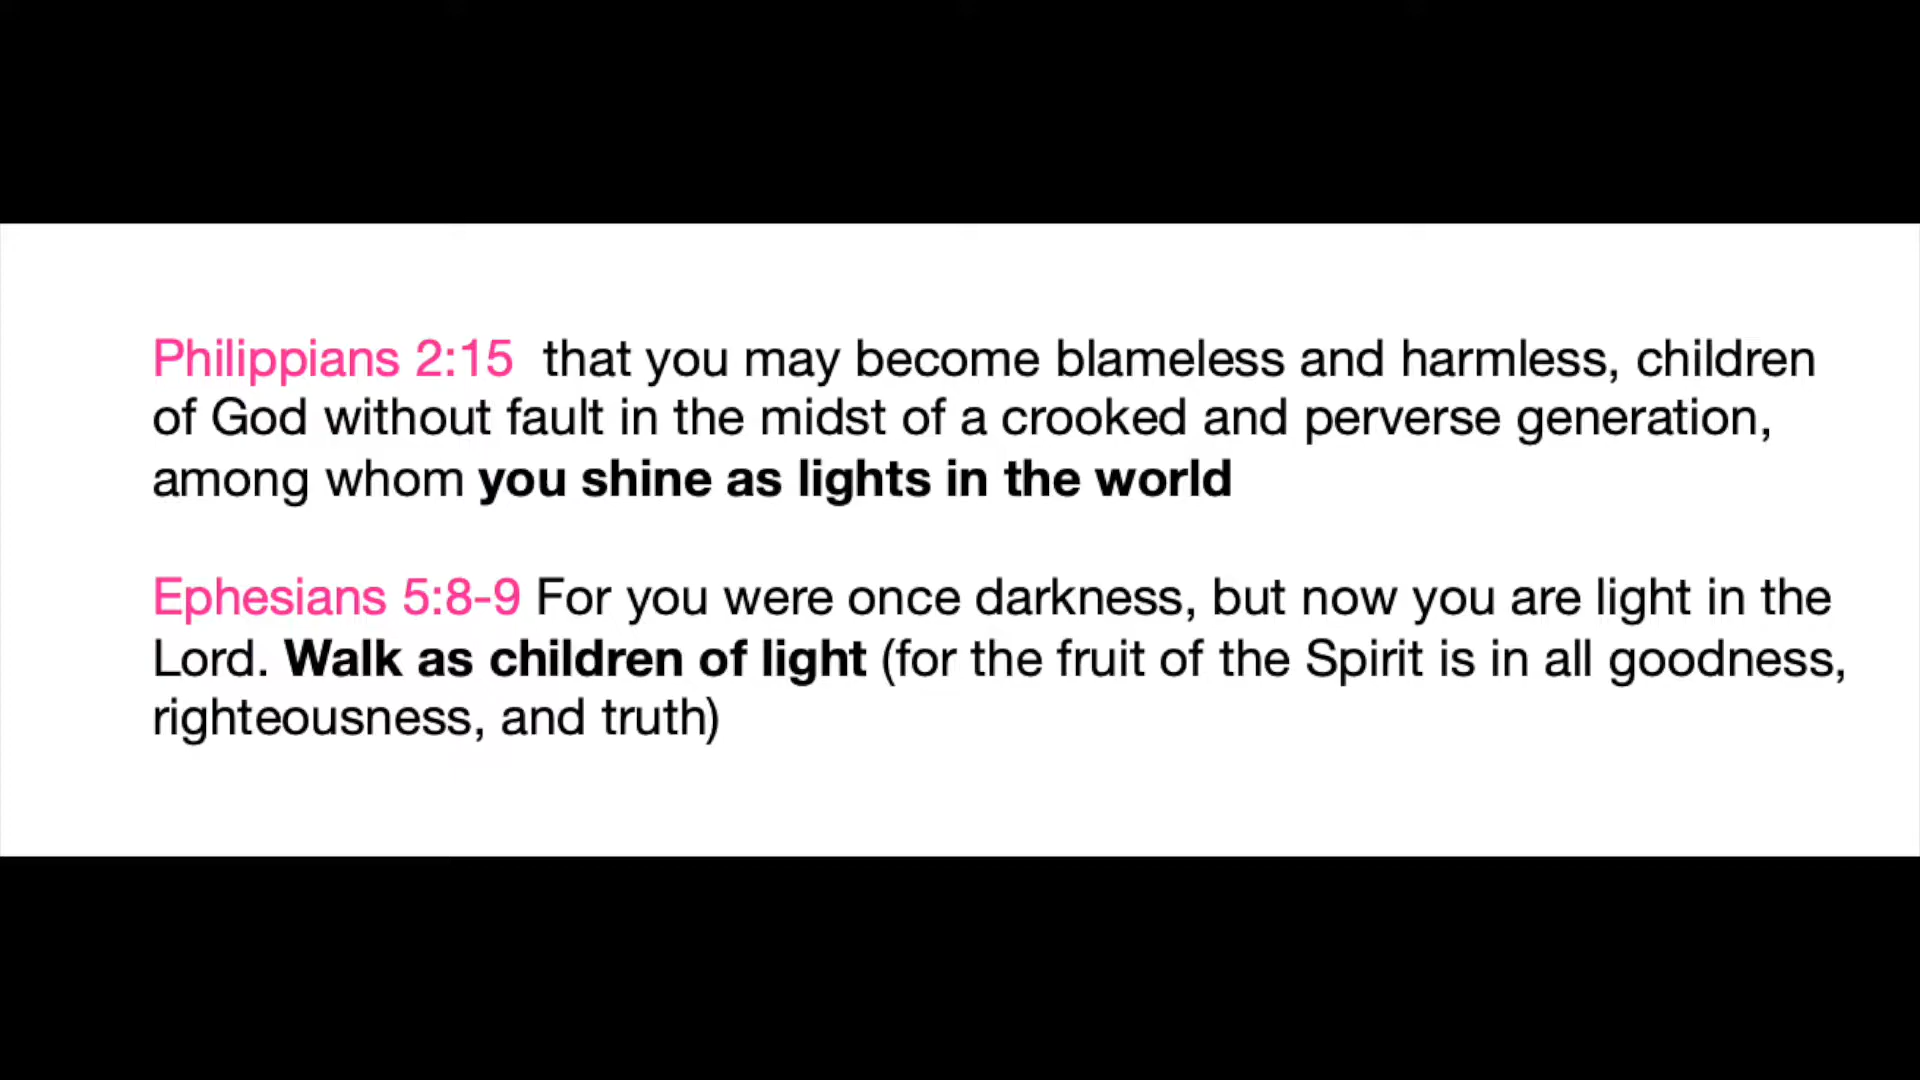 Philippians 2:15  that you may become blameless and harmless, children
of God without fault in the midst of a crooked and perverse generation,
among whom you shine as lights in the world
Ephesians 5:8-9 For you were once darkness, but now you are light in the
Lord. Walk as children of light (for the fruit of the Spirit is in all goodness,
righteousness, and truth)